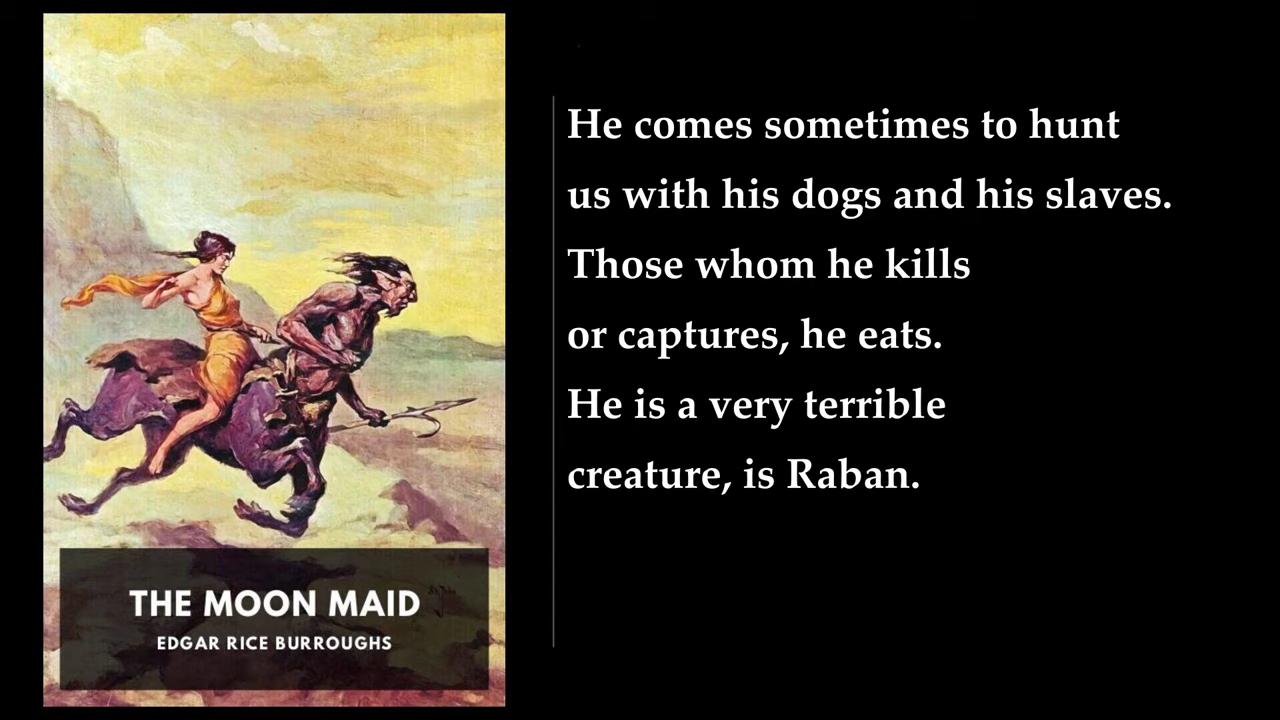 He comes sometimes to hunt
us with his dogs and his slaves.
Those whom he kills
or captures, he eats.
He is a very terrible
creature, is Raban.
THE MOON MAID
EDGAR RICE BURROUGHS